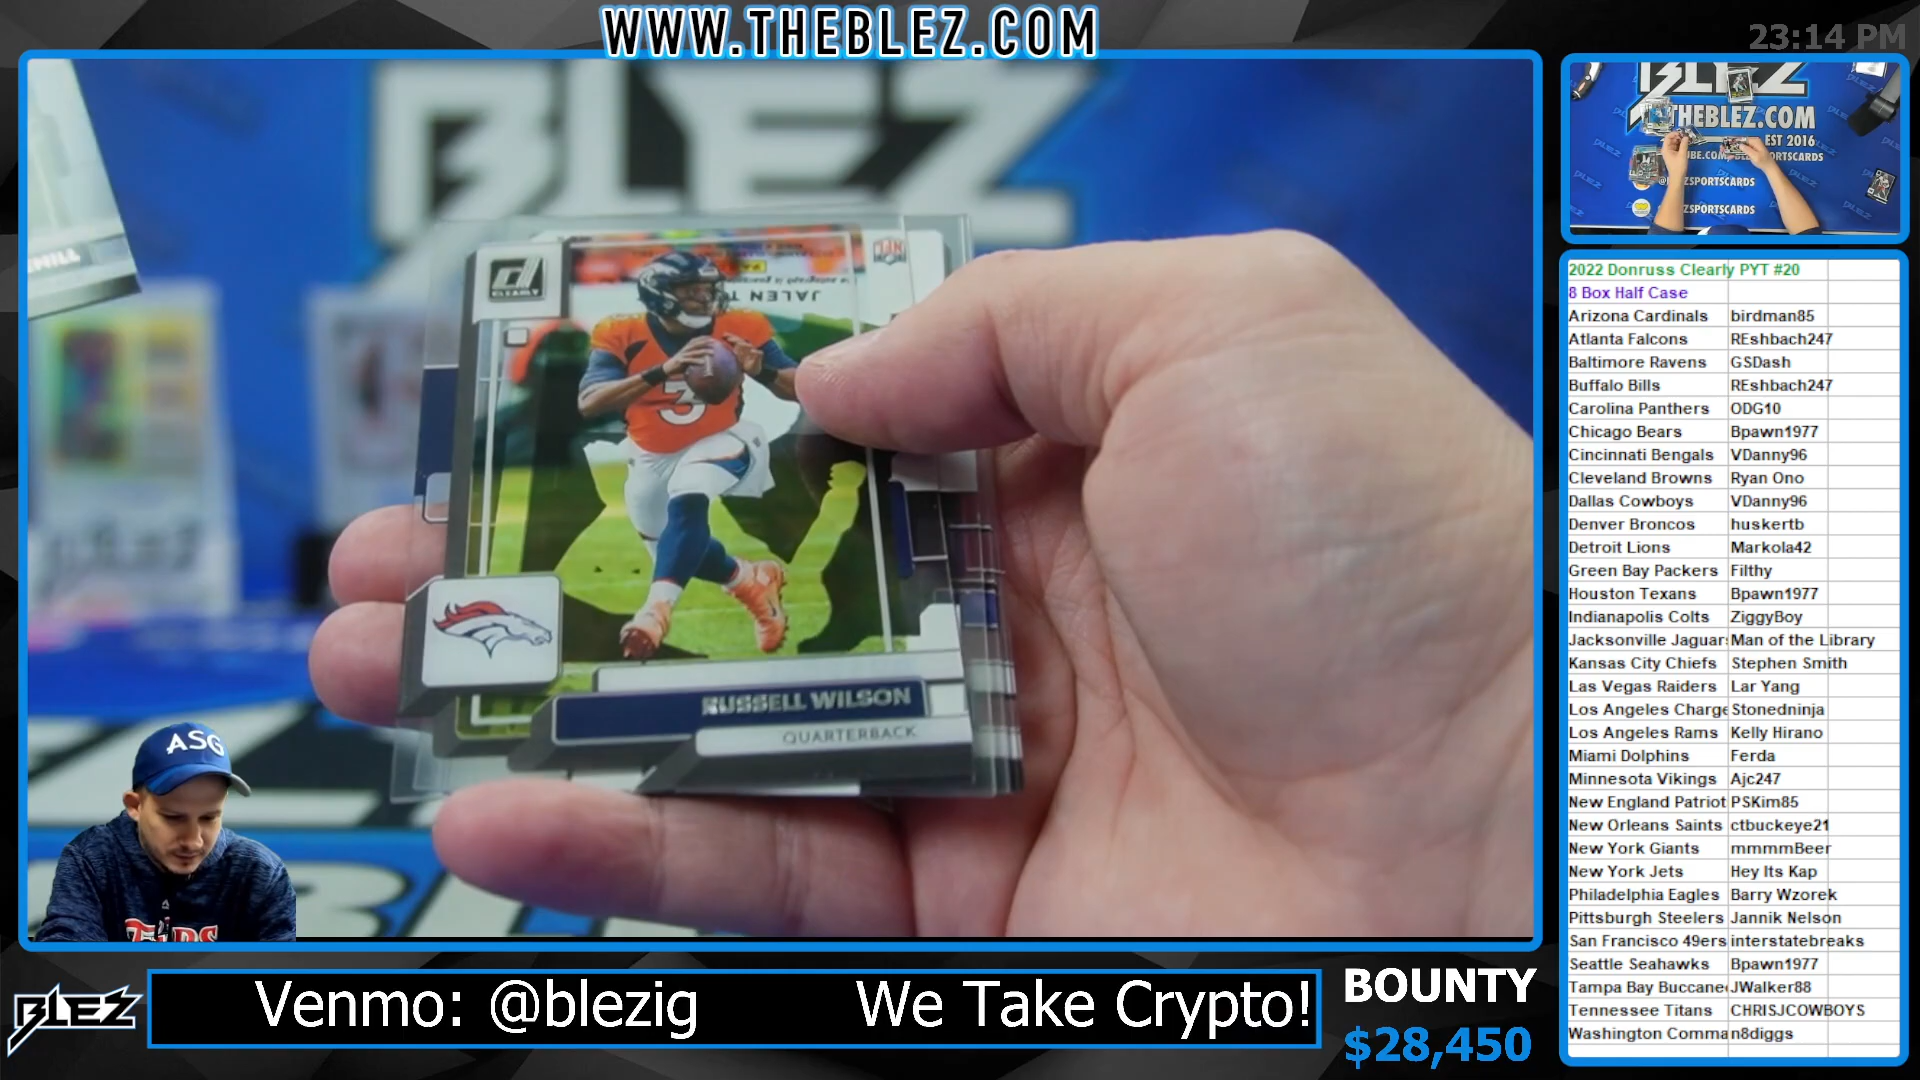 WWW.THEBLEZ.COM
23:14 PM
BLEZ
BLEZ
THEBLEZ.COM
EST 2016
ZSPORTSCARDS
ZSPORTSCARDS
CLEARLY
JALEN T
RUSSELL WILSON
QUARTERBACK
3
ASG
2022 Donruss Clearly PYT #20
8 Box Half Case
Arizona Cardinals birdman85
Atlanta Falcons REshbach247
Baltimore Ravens GSDash
Buffalo Bills REshbach247
Carolina Panthers ODG10
Chicago Bears Bpawn1977
Cincinnati Bengals VDanny96
Cleveland Browns Ryan Ono
Dallas Cowboys VDanny96
Denver Broncos huskertb
Detroit Lions Markola42
Green Bay Packers Filthy
Houston Texans Bpawn1977
Indianapolis Colts ZiggyBoy
Jacksonville Jaguar Man of the Library
Kansas City Chiefs Stephen Smith
Las Vegas Raiders Lar Yang
Los Angeles Charge Stonedninja
Los Angeles Rams Kelly Hirano
Miami Dolphins Ferda
Minnesota Vikings Ajc247
New England Patriot PSKim85
New Orleans Saints ctbuckeye21
New York Giants mmmmBeer
New York Jets Hey Its Kap
Philadelphia Eagles Barry Wzorek
Pittsburgh Steelers Jannik Nelson
San Francisco 49ers interstatebreaks
Seattle Seahawks Bpawn1977
Tampa Bay Buccane JWalker88
Tennessee Titans CHRISJCOWBOYS
Washington Comma n8diggs
BLEZ
Venmo: @blezig We Take Crypto!
BOUNTY
$28,450